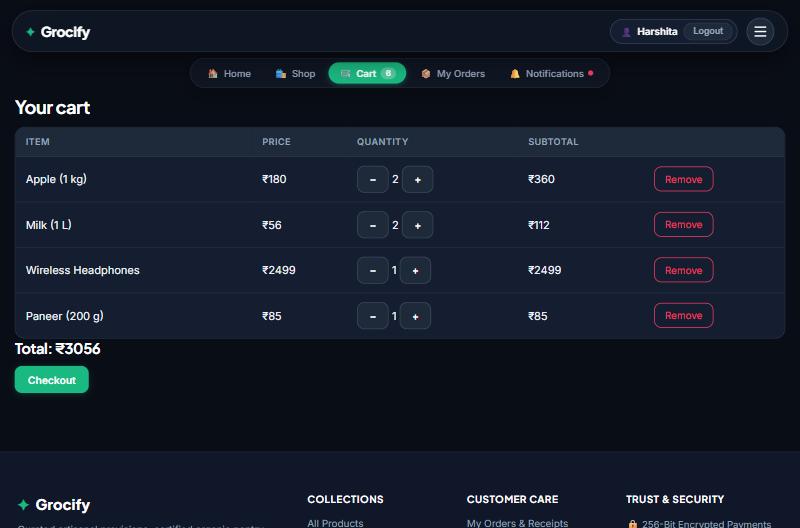 Grocify
Harshita Logout
Home Shop Cart 6 My Orders Notifications
Your cart
ITEM PRICE QUANTITY SUBTOTAL
Apple (1 kg) ₹180 − 2 + ₹360 Remove
Milk (1 L) ₹56 − 2 + ₹112 Remove
Wireless Headphones ₹2499 − 1 + ₹2499 Remove
Paneer (200 g) ₹85 − 1 + ₹85 Remove
Total: ₹3056
Checkout
Grocify COLLECTIONS CUSTOMER CARE TRUST & SECURITY
All Products My Orders & Receipts 256-Bit Encrypted Payments